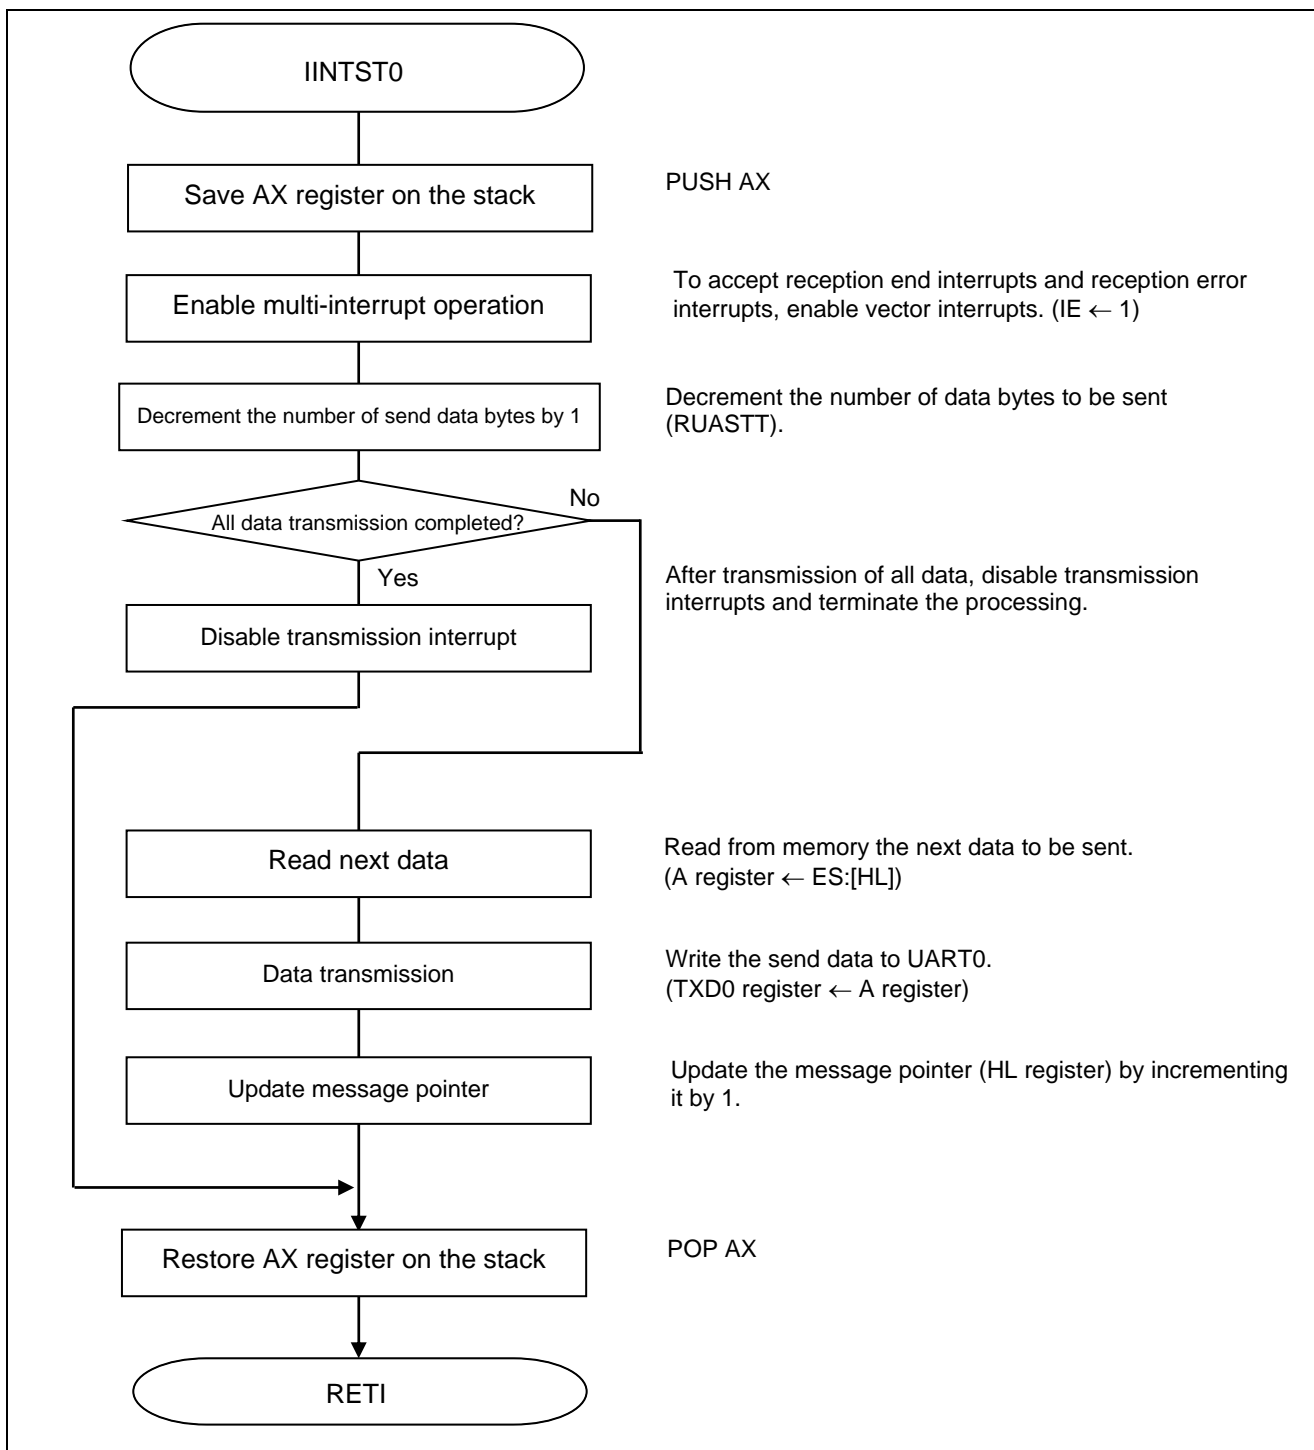 IINTST0
Save AX register on the stack
PUSH AX
Enable multi-interrupt operation
To accept reception end interrupts and reception error
interrupts, enable vector interrupts. (IE ← 1)
Decrement the number of send data bytes by 1
Decrement the number of data bytes to be sent
(RUASTT).
All data transmission completed?
No
Yes
After transmission of all data, disable transmission
interrupts and terminate the processing.
Disable transmission interrupt
Read next data
Read from memory the next data to be sent.
(A register ← ES:[HL])
Data transmission
Write the send data to UART0.
(TXD0 register ← A register)
Update message pointer
Update the message pointer (HL register) by incrementing
it by 1.
Restore AX register on the stack
POP AX
RETI